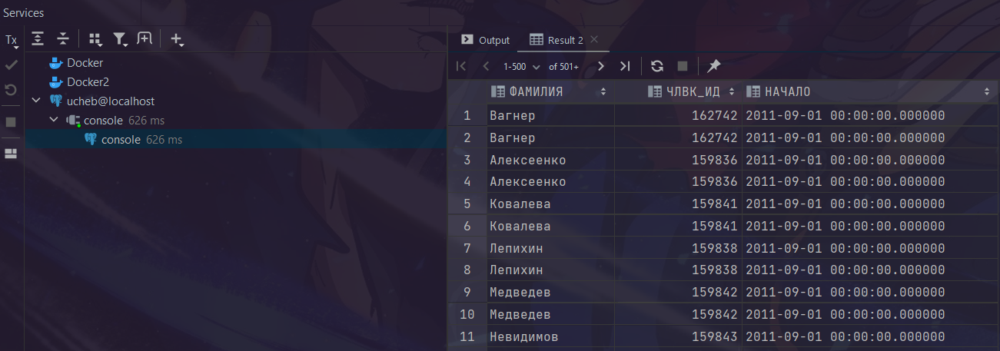 Services
Tx
Docker
Docker2
ucheb@localhost
console 626 ms
console 626 ms
Output
Result 2
1-500 of 501+
ФАМИЛИЯ ЧЛВК_ИД НАЧАЛО
1 Вагнер 162742 2011-09-01 00:00:00.000000
2 Вагнер 162742 2011-09-01 00:00:00.000000
3 Алексеенко 159836 2011-09-01 00:00:00.000000
4 Алексеенко 159836 2011-09-01 00:00:00.000000
5 Ковалева 159841 2011-09-01 00:00:00.000000
6 Ковалева 159841 2011-09-01 00:00:00.000000
7 Лепихин 159838 2011-09-01 00:00:00.000000
8 Лепихин 159838 2011-09-01 00:00:00.000000
9 Медведев 159842 2011-09-01 00:00:00.000000
10 Медведев 159842 2011-09-01 00:00:00.000000
11 Невидимов 159843 2011-09-01 00:00:00.000000